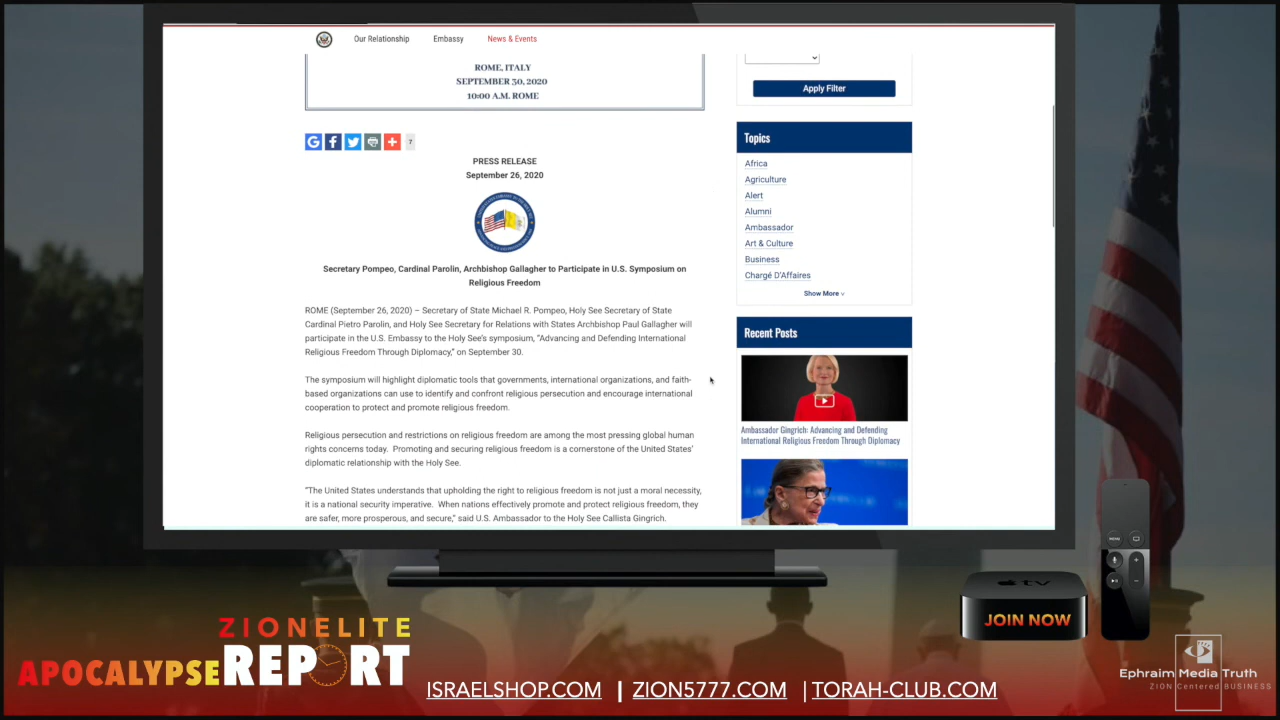 Our Relationship
Embassy
News & Events
ROME, ITALY
SEPTEMBER 30, 2020
10:00 A.M. ROME
7
PRESS RELEASE
September 26, 2020
Secretary Pompeo, Cardinal Parolin, Archbishop Gallagher to Participate in U.S. Symposium on
Religious Freedom
ROME (September 26, 2020) – Secretary of State Michael R. Pompeo, Holy See Secretary of State
Cardinal Pietro Parolin, and Holy See Secretary for Relations with States Archbishop Paul Gallagher will
participate in the U.S. Embassy to the Holy See's symposium, "Advancing and Defending International
Religious Freedom Through Diplomacy," on September 30.
The symposium will highlight diplomatic tools that governments, international organizations, and faith-
based organizations can use to identify and confront religious persecution and encourage international
cooperation to protect and promote religious freedom.
Religious persecution and restrictions on religious freedom are among the most pressing global human
rights concerns today.  Promoting and securing religious freedom is a cornerstone of the United States'
diplomatic relationship with the Holy See.
"The United States understands that upholding the right to religious freedom is not just a moral necessity,
it is a national security imperative.  When nations effectively promote and protect religious freedom, they
are safer, more prosperous, and secure," said U.S. Ambassador to the Holy See Callista Gingrich.
Apply Filter
Topics
Africa
Agriculture
Alert
Alumni
Ambassador
Art & Culture
Business
Chargé D'Affaires
Show More
Recent Posts
Ambassador Gingrich: Advancing and Defending
International Religious Freedom Through Diplomacy
MENU
tv
JOIN NOW
ZIONELITE
APOCALYPSE REPORT
ISRAELSHOP.COM | ZION5777.COM | TORAH-CLUB.COM
Ephraim Media Truth
ZION Centered BUSINESS